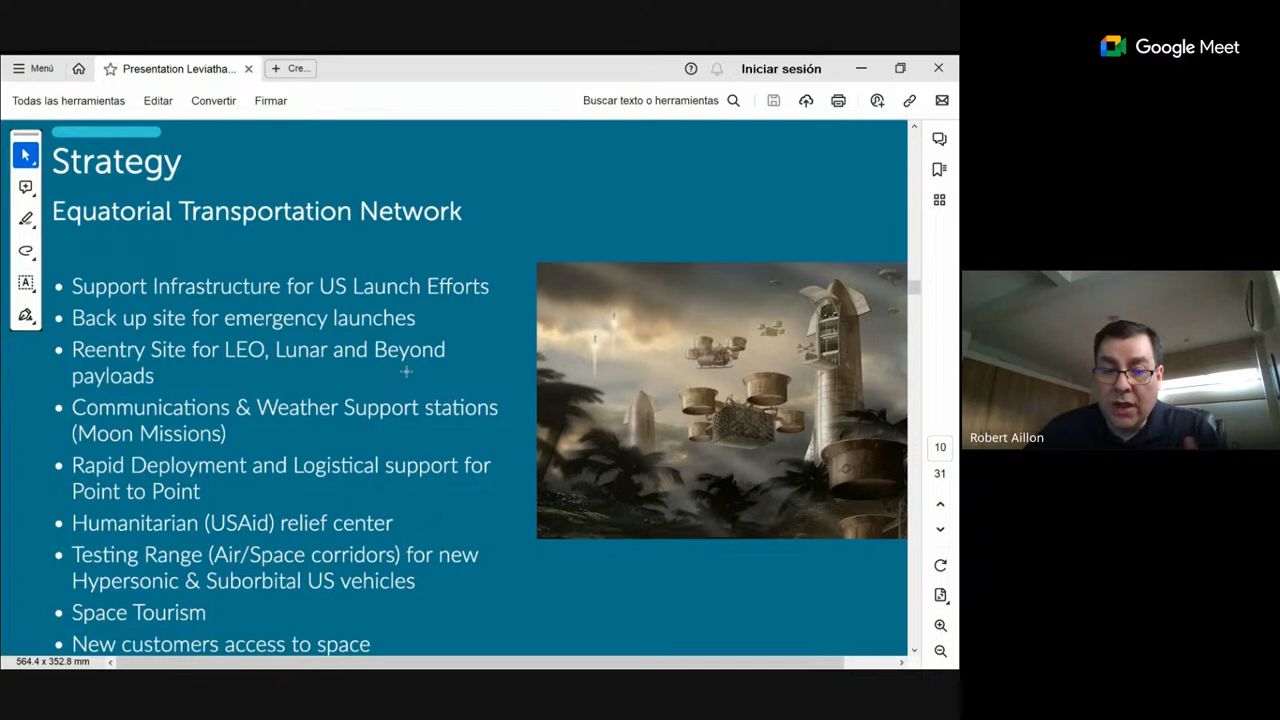 Google Meet
Menú
Presentation Leviatha...
Cre...
Iniciar sesión
Todas las herramientas
Editar
Convertir
Firmar
Buscar texto o herramientas
Strategy
Equatorial Transportation Network
• Support Infrastructure for US Launch Efforts
• Back up site for emergency launches
• Reentry Site for LEO, Lunar and Beyond
payloads
• Communications & Weather Support stations
(Moon Missions)
• Rapid Deployment and Logistical support for
Point to Point
• Humanitarian (USAid) relief center
• Testing Range (Air/Space corridors) for new
Hypersonic & Suborbital US vehicles
• Space Tourism
• New customers access to space
10
31
564.4 x 352.8 mm
Robert Aillon